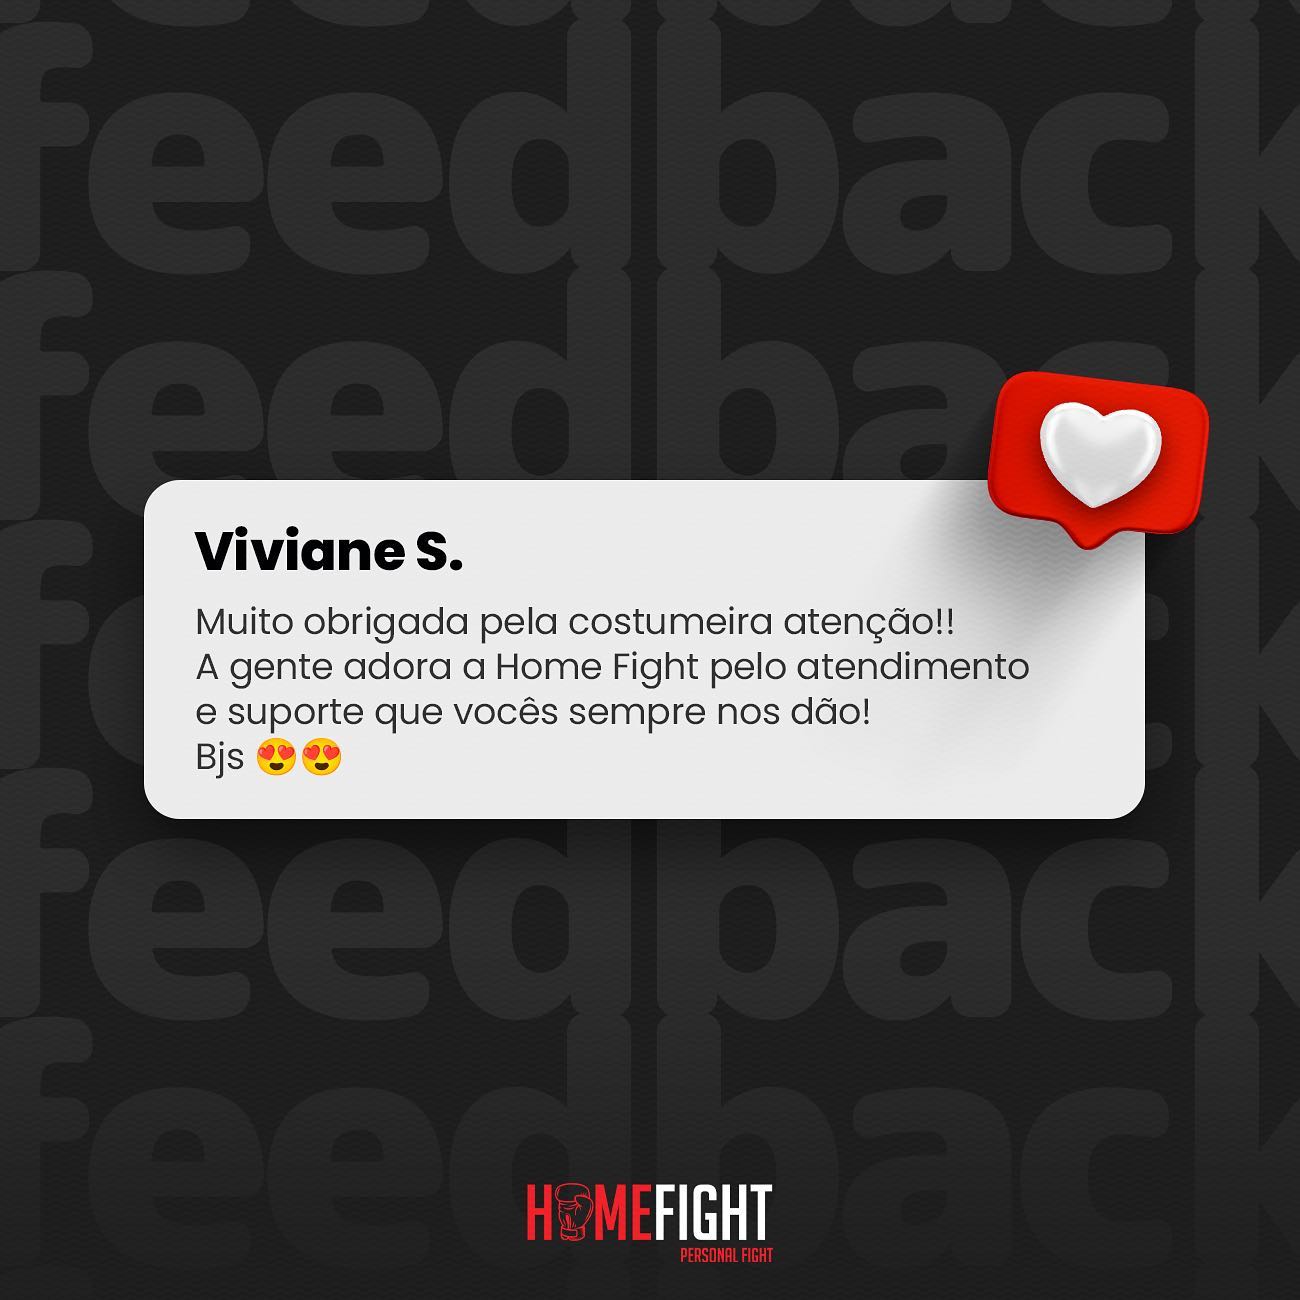 feedback
feedback
Viviane S.
Muito obrigada pela costumeira atenção!!
A gente adora a Home Fight pelo atendimento
e suporte que vocês sempre nos dão!
Bjs 😍😍
feedback
feedback
HOMEFIGHT
PERSONAL FIGHT